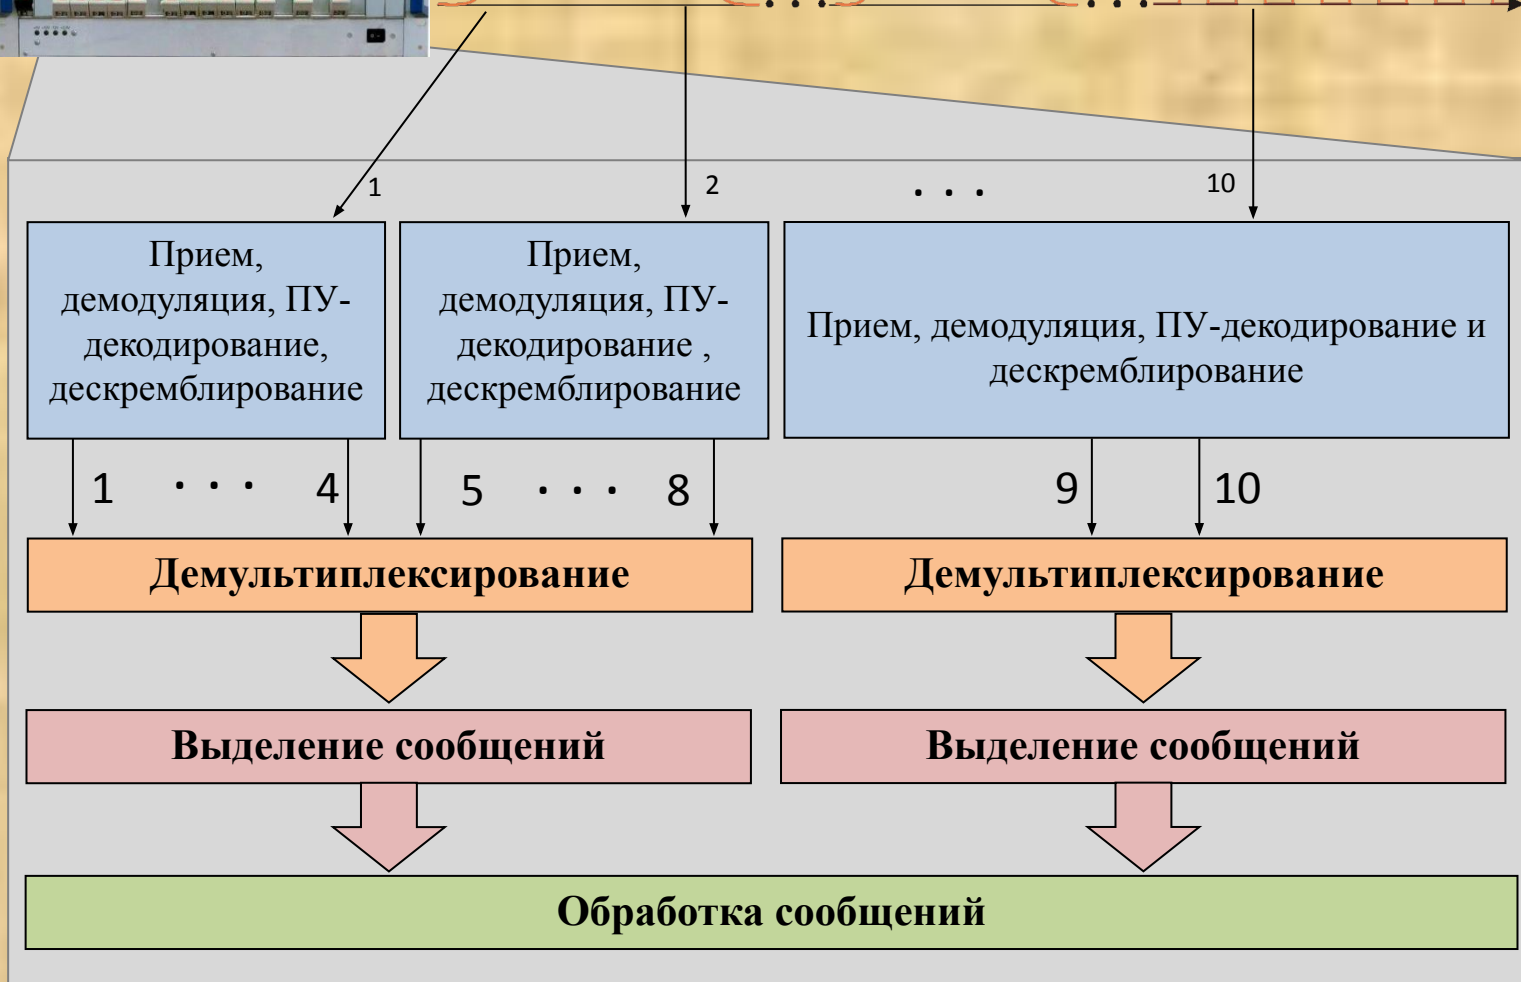 1
2
. . .
10
Прием,
демодуляция, ПУ-
декодирование,
дескремблирование
Прием,
демодуляция, ПУ-
декодирование ,
дескремблирование
Прием, демодуляция, ПУ-декодирование и
дескремблирование
1 . . . 4
5 . . . 8
9
10
Демультиплексирование
Демультиплексирование
Выделение сообщений
Выделение сообщений
Обработка сообщений